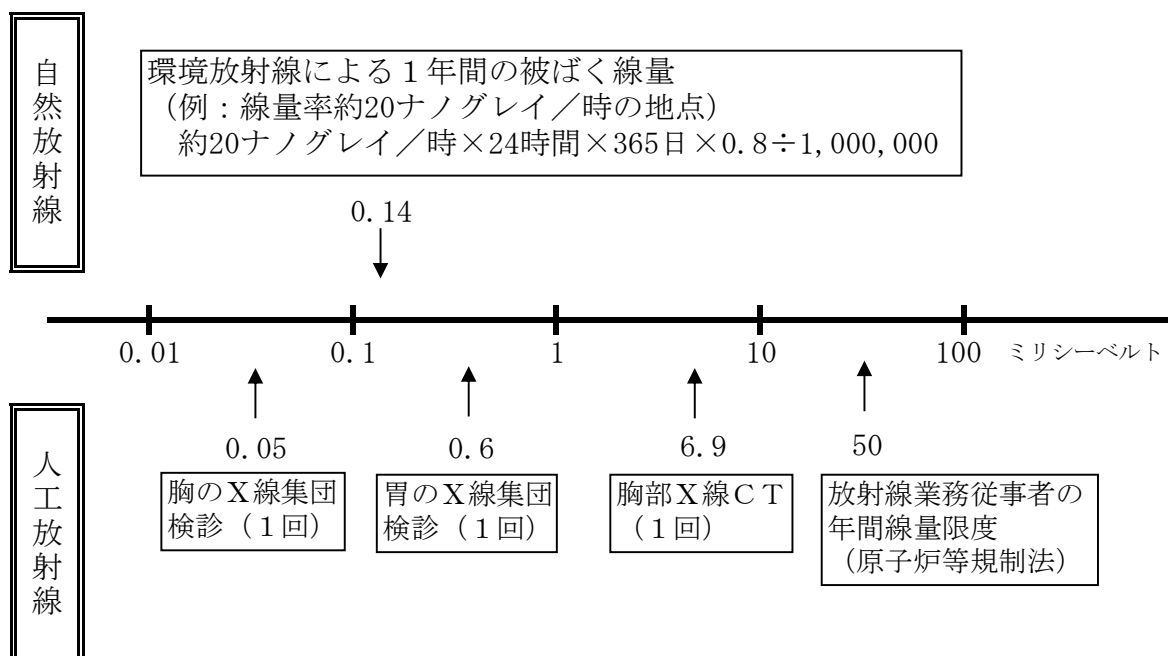 自然放射線
環境放射線による１年間の被ばく線量
（例：線量率約20ナノグレイ／時の地点）
約20ナノグレイ／時×24時間×365日×0.8÷1,000,000
0.14
0.01 0.1 1 10 100 ミリシーベルト
人工放射線
0.05 0.6 6.9 50
胸のＸ線集団
検診（１回）
胃のＸ線集団
検診（１回）
胸部Ｘ線ＣＴ
（１回）
放射線業務従事者の
年間線量限度
（原子炉等規制法）